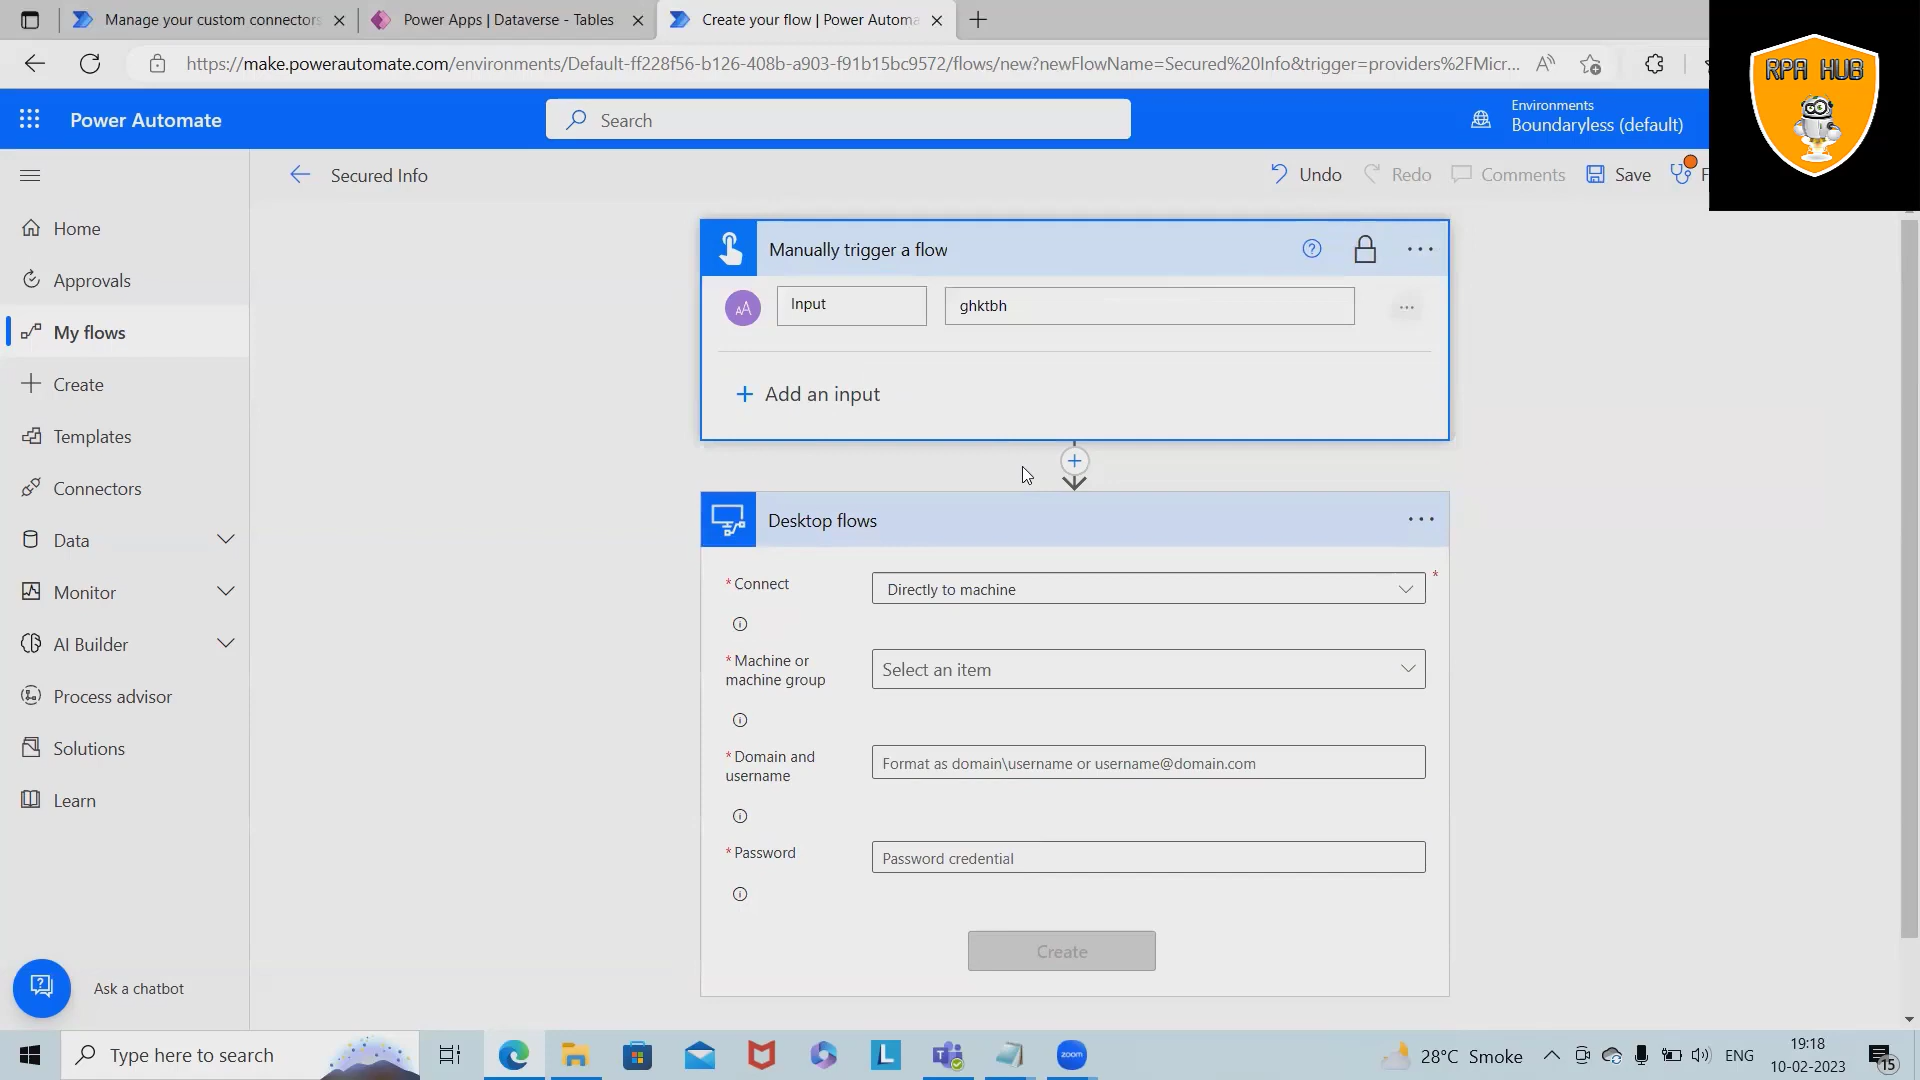 Manage your custom connectors
Power Apps | Dataverse - Tables
Create your flow | Power Automa
https://make.powerautomate.com/environments/Default-ff228f56-b126-408b-a903-f91b15bc9572/flows/new?newFlowName=Secured%20Info&trigger=providers%2FMicr...
RPA HUB
Power Automate
Search
Environments
Boundaryless (default)
Secured Info
Undo
Redo
Comments
Save
F
Home
Approvals
My flows
Create
Templates
Connectors
Data
Monitor
AI Builder
Process advisor
Solutions
Learn
Ask a chatbot
Manually trigger a flow
Input
ghktbh
Add an input
Desktop flows
* Connect
Directly to machine
*
* Machine or
machine group
Select an item
* Domain and
username
Format as domain\username or username@domain.com
* Password
Password credential
Create
Type here to search
zoom
28°C Smoke
ENG
19:18
10-02-2023
15